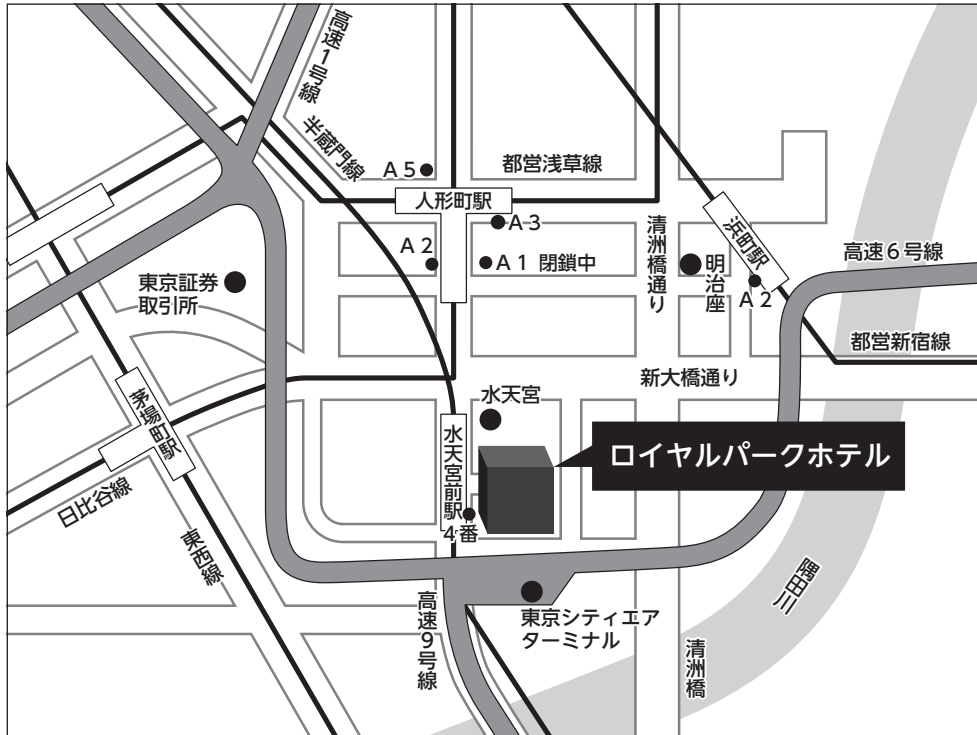 高速1号線
半蔵門線
A5
都営浅草線
人形町駅
A3
A2
A1 閉鎖中
清洲橋通り
明治座
浜町駅
A2
高速6号線
東京証券
取引所
都営新宿線
新大橋通り
水天宮
茅場町駅
水天宮前駅
4番
ロイヤルパークホテル
日比谷線
東西線
高速9号線
東京シティエア
ターミナル
隅田川
清洲橋